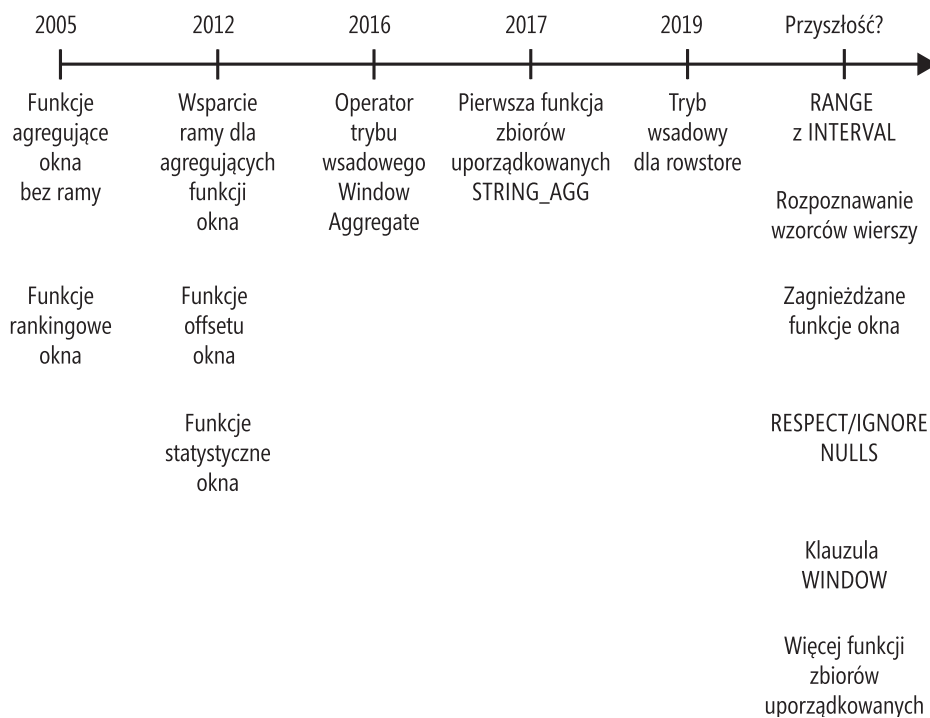 2005
2012
2016
2017
2019
Przyszłość?
Funkcje
agregujące
okna
bez ramy
Funkcje
rankingowe
okna
Wsparcie
ramy dla
agregujących
funkcji
okna
Funkcje
offsetu
okna
Funkcje
statystyczne
okna
Operator
trybu
wsadowego
Window
Aggregate
Pierwsza funkcja
zbiorów
uporządkowanych
STRING_AGG
Tryb
wsadowy
dla rowstore
RANGE
z INTERVAL
Rozpoznawanie
wzorców wierszy
Zagnieżdżane
funkcje okna
RESPECT/IGNORE
NULLS
Klauzula
WINDOW
Więcej funkcji
zbiorów
uporządkowanych